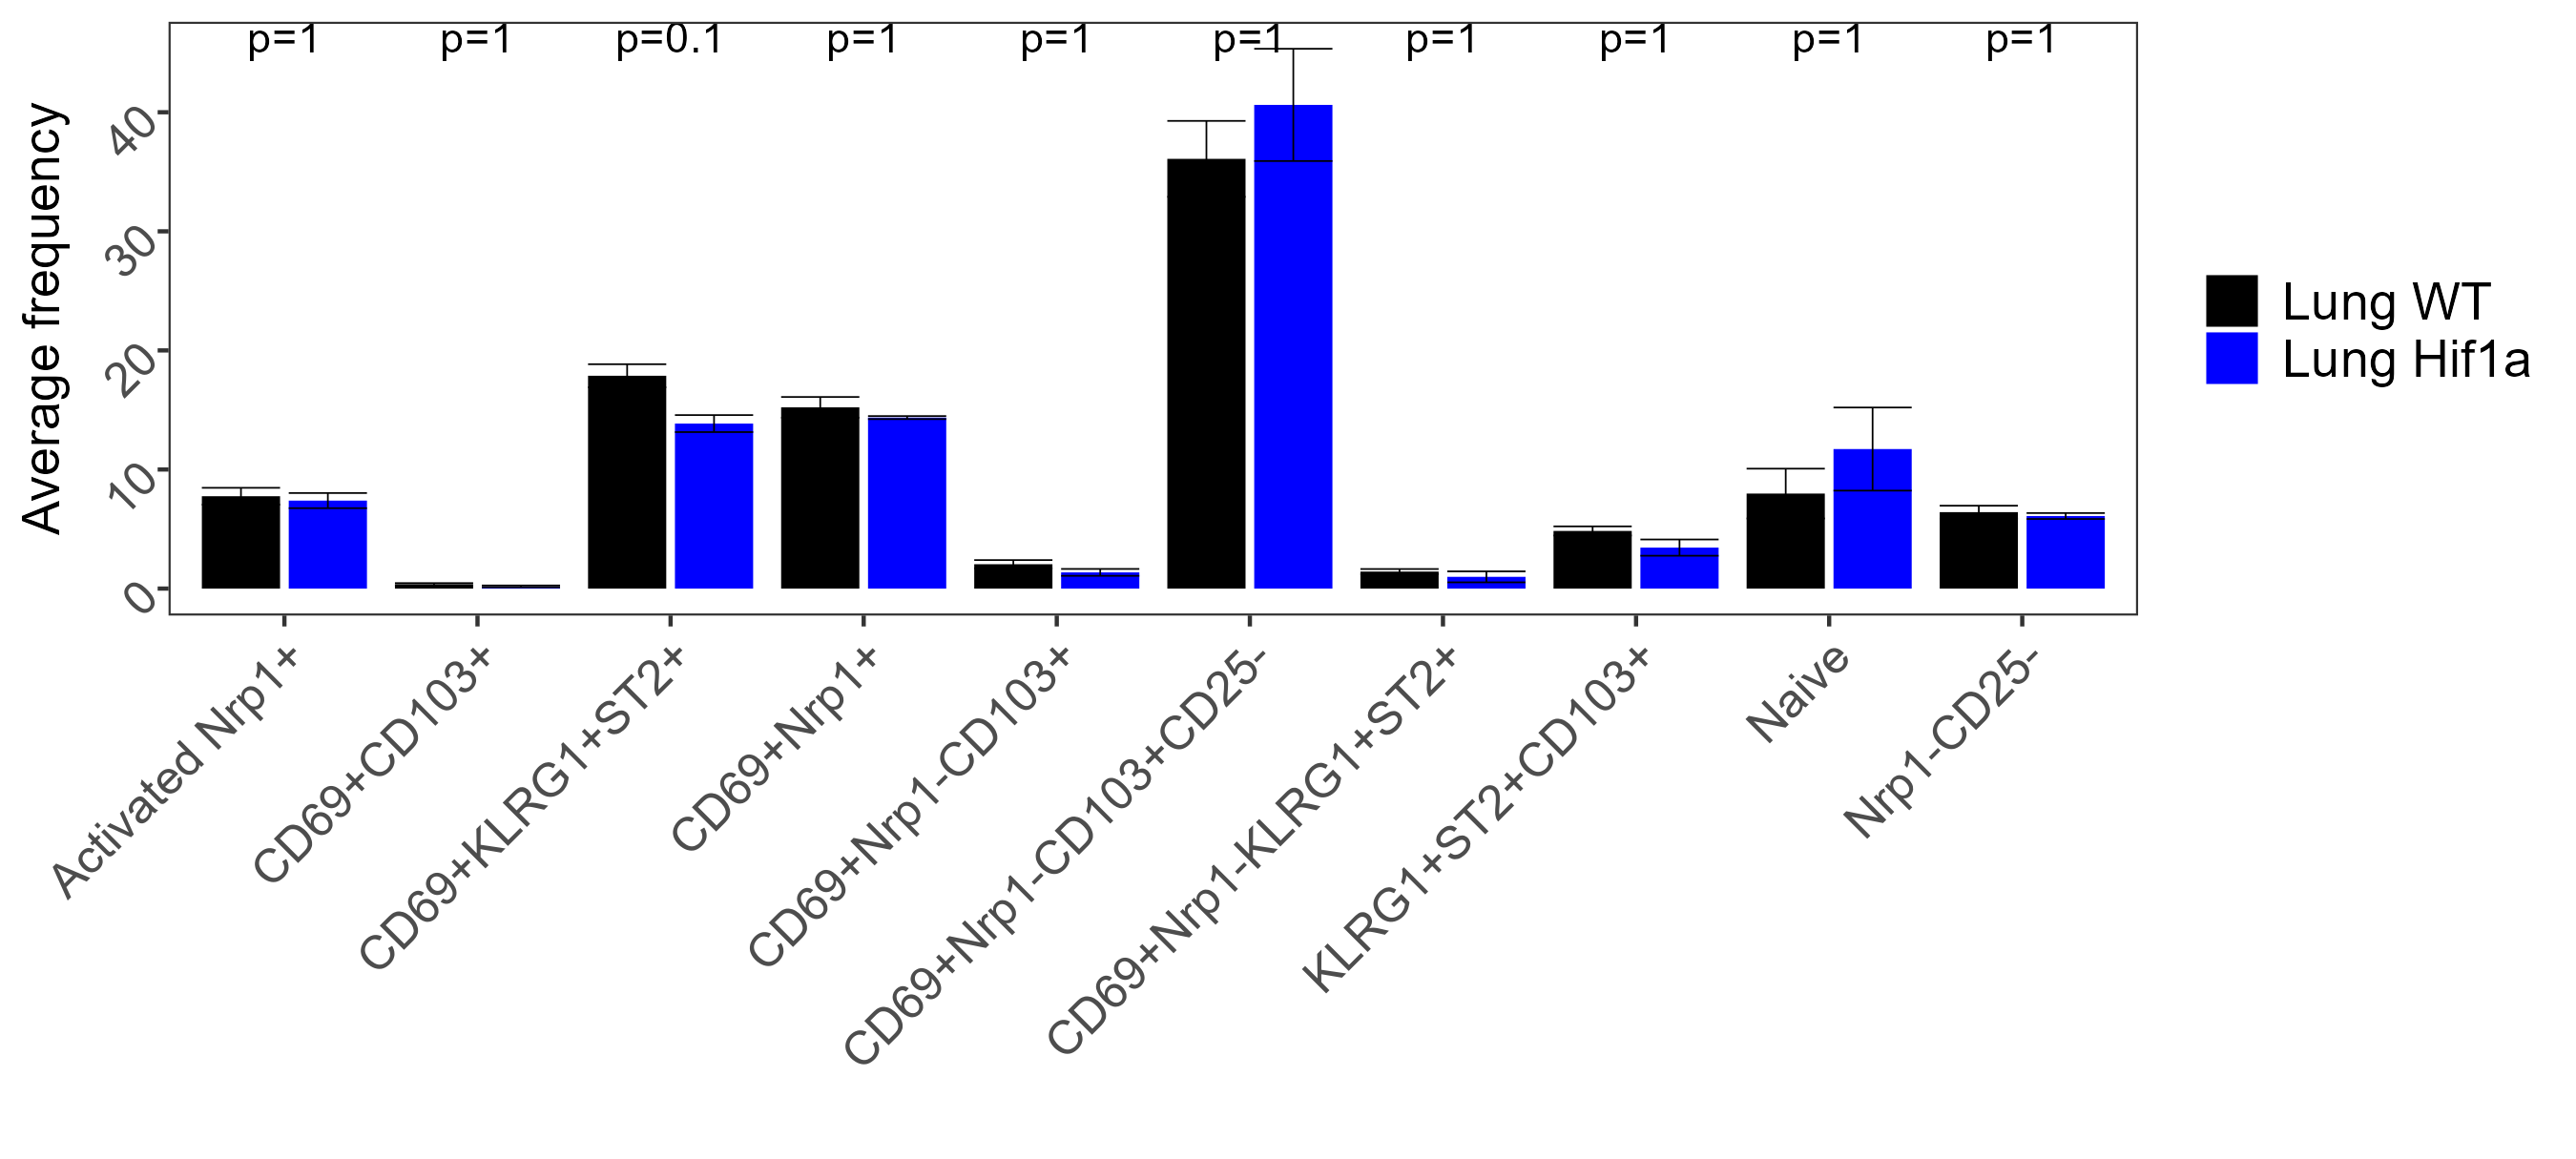 p=1 p=1 p=0.1 p=1 p=1 p=1 p=1 p=1 p=1 p=1
Average frequency
40
30
20
10
0
Activated Nrp1+
CD69+CD103+
CD69+KLRG1+ST2+
CD69+Nrp1+
CD69+Nrp1-CD103+
CD69+Nrp1-CD103+CD25-
CD69+Nrp1-KLRG1+ST2+
KLRG1+ST2+CD103+
Naive
Nrp1-CD25-
Lung WT
Lung Hif1a